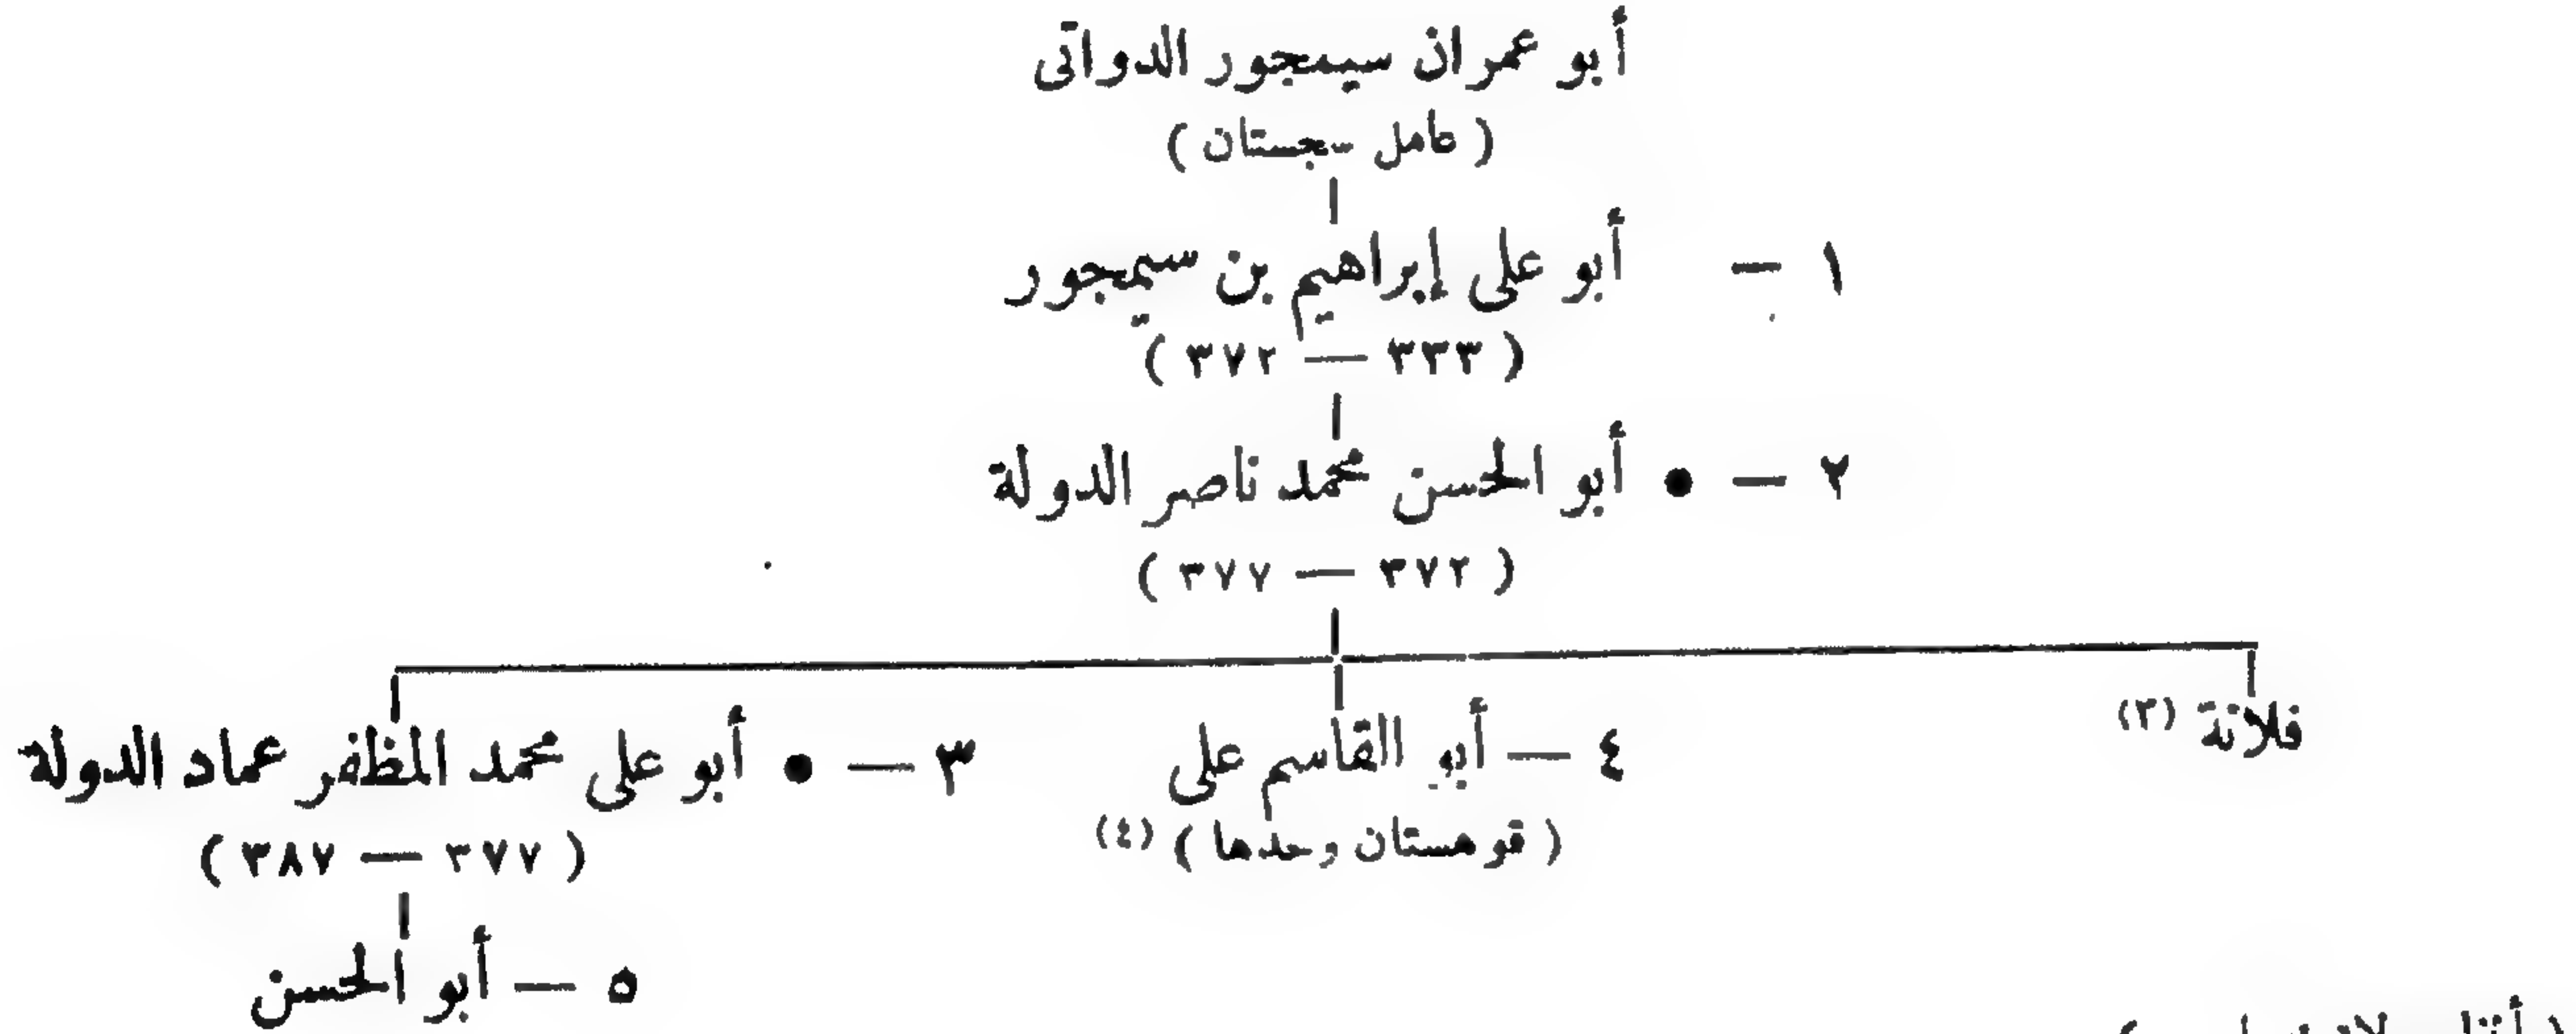 أبو عمران سيمجور الدواتى
( عامل سجستان )
١ – أبو على إبراهيم بن سيمجور
( ٣٣٣ — ٣٧٢ )
٢ – • أبو الحسن محمد ناصر الدولة
( ٣٧٢ — ٣٧٧ )
فلانة (٣)
٤ — أبو القاسم على
( قوهستان وحدها ) (٤)
٣ — • أبو على محمد المظفر عماد الدولة
( ٣٧٧ — ٣٨٧ )
٥ — أبو الحسن